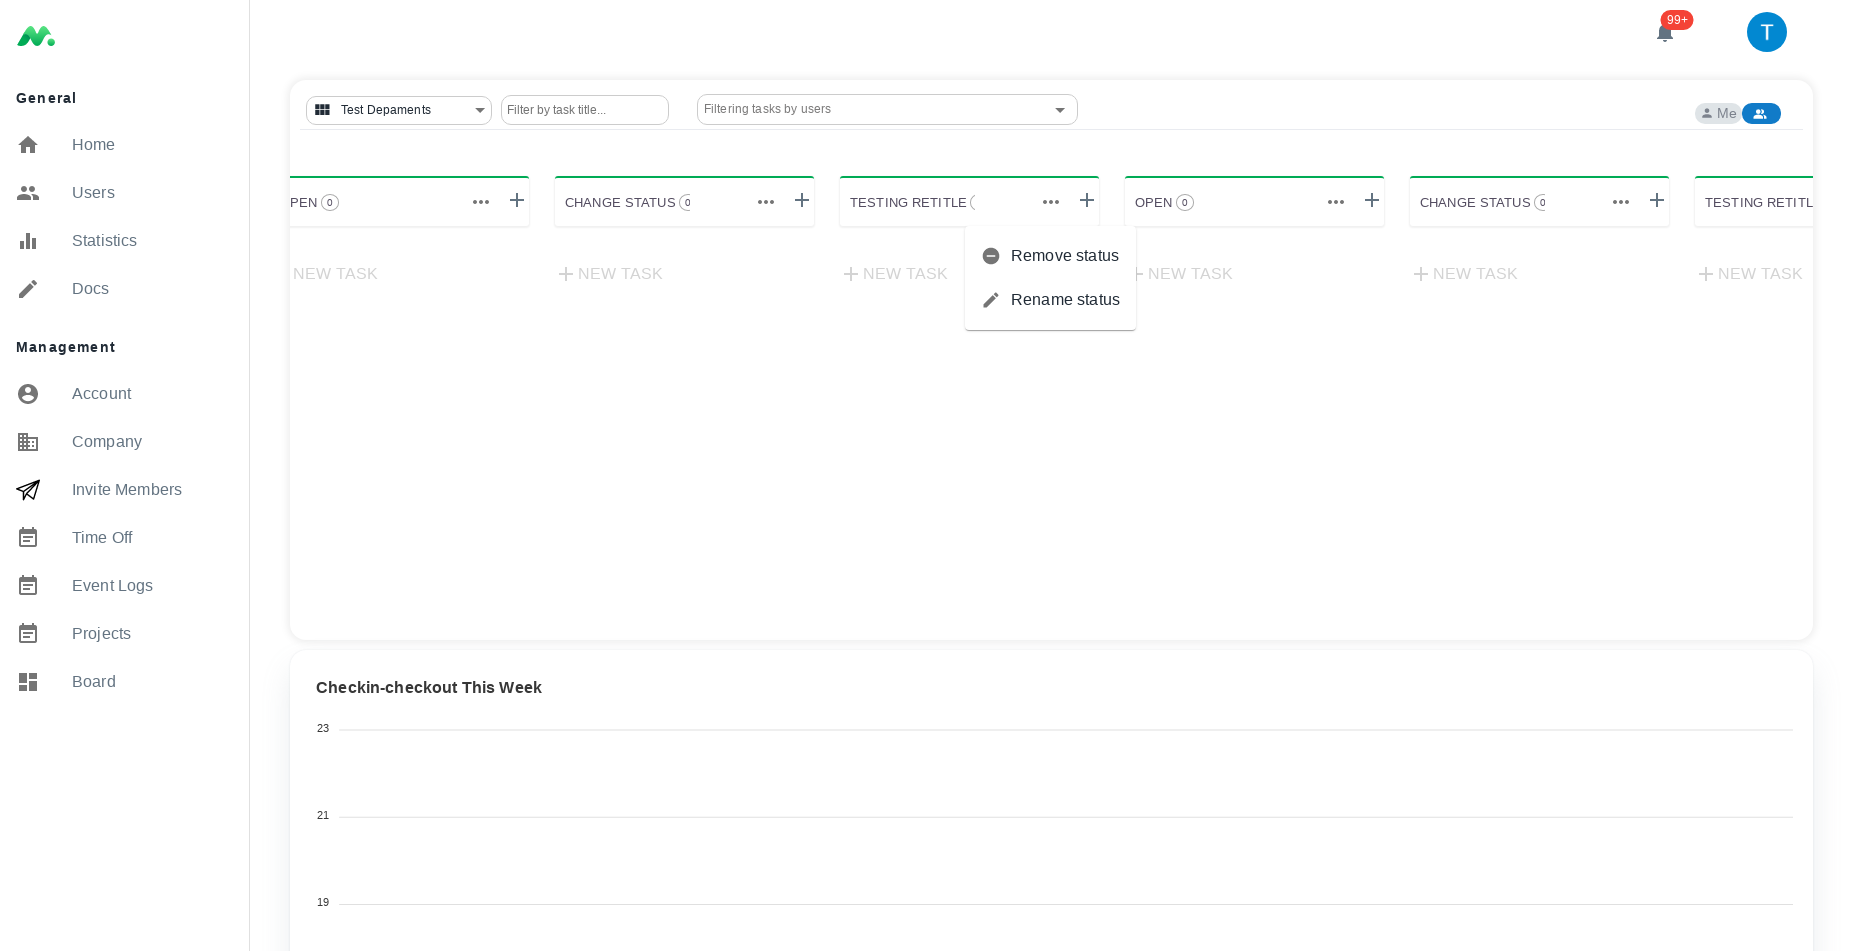 99+
T
General
Home
Users
Statistics
Docs
Management
Account
Company
Invite Members
Time Off
Event Logs
Projects
Board
Test Depaments
Filter by task title...
Filtering tasks by users
Me
PEN 0
CHANGE STATUS 0
TESTING RETITLE
OPEN 0
CHANGE STATUS 0
TESTING RETITL
NEW TASK
NEW TASK
NEW TASK
NEW TASK
NEW TASK
NEW TASK
Remove status
Rename status
Checkin-checkout This Week
23
21
19